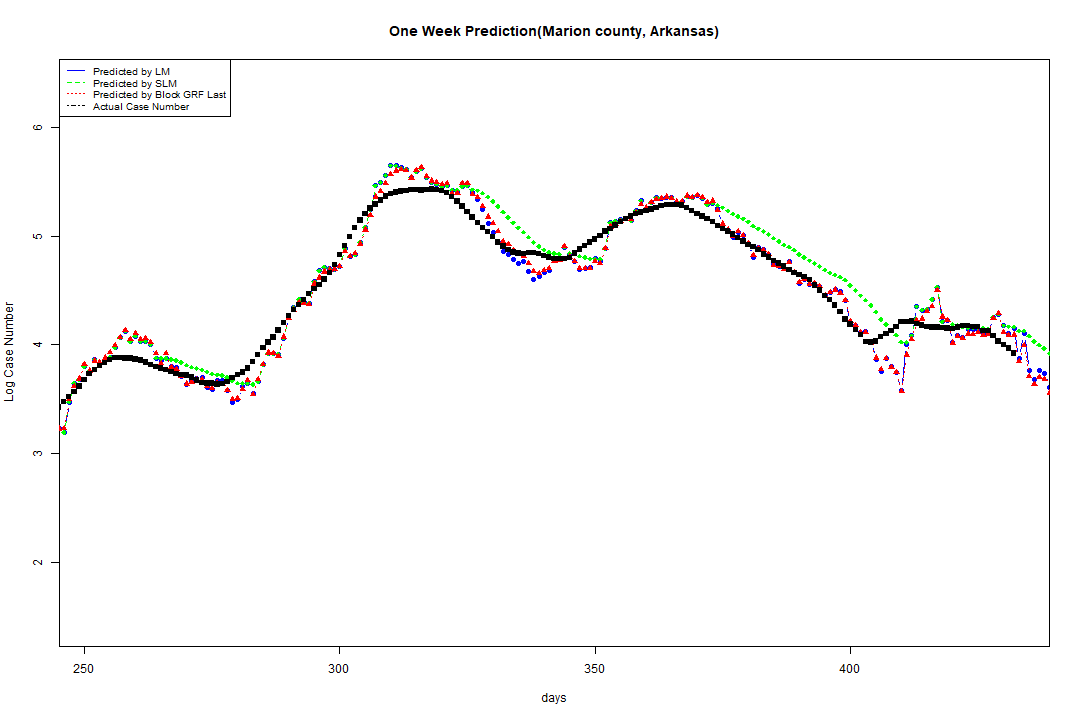 One Week Prediction(Marion county, Arkansas)
Predicted by LM
Predicted by SLM
Predicted by Block GRF Last
Actual Case Number
6
5
4
3
2
Log Case Number
250 300 350 400
days